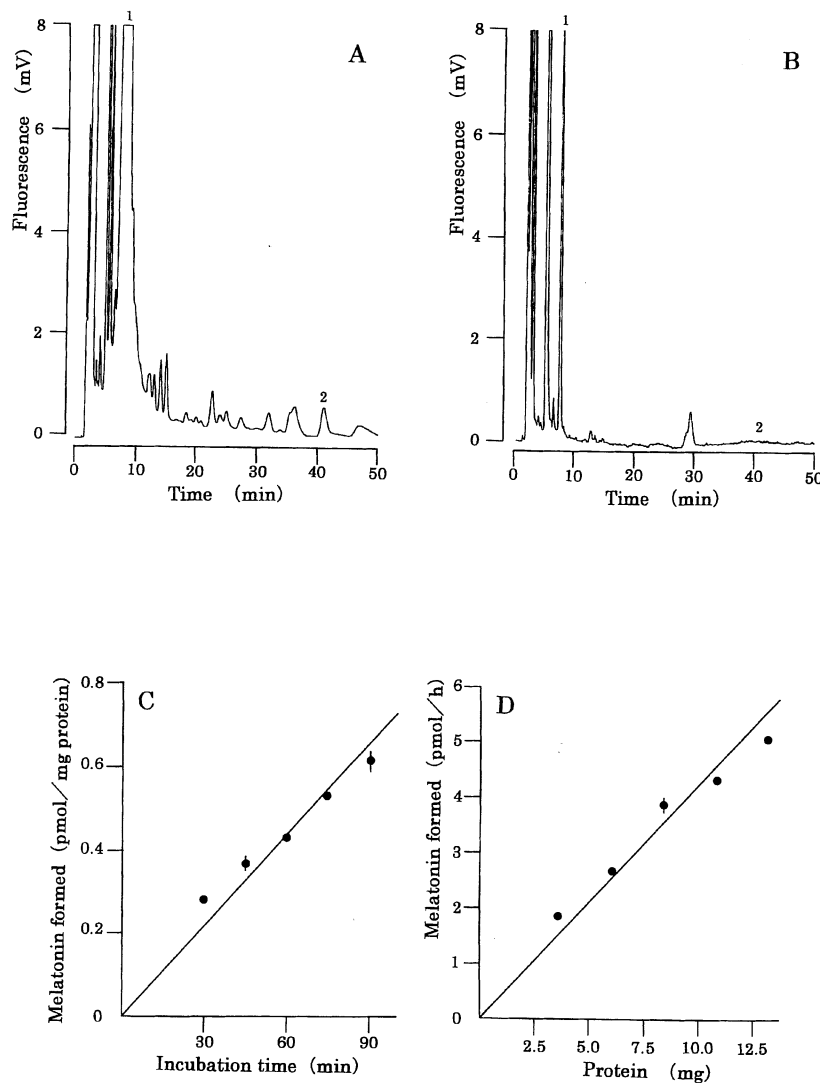 1
A
8
6
4
2
0
Fluorescence (mV)
2
0 10 20 30 40 50
Time (min)
1
B
8
6
4
2
0
Fluorescence (mV)
2
0 10 20 30 40 50
Time (min)
C
0.8
0.6
0.4
0.2
0
Melatonin formed (pmol/mg protein)
30 60 90
Incubation time (min)
D
6
5
4
3
2
1
0
Melatonin formed (pmol/h)
2.5 5.0 7.5 10.0 12.5
Protein (mg)